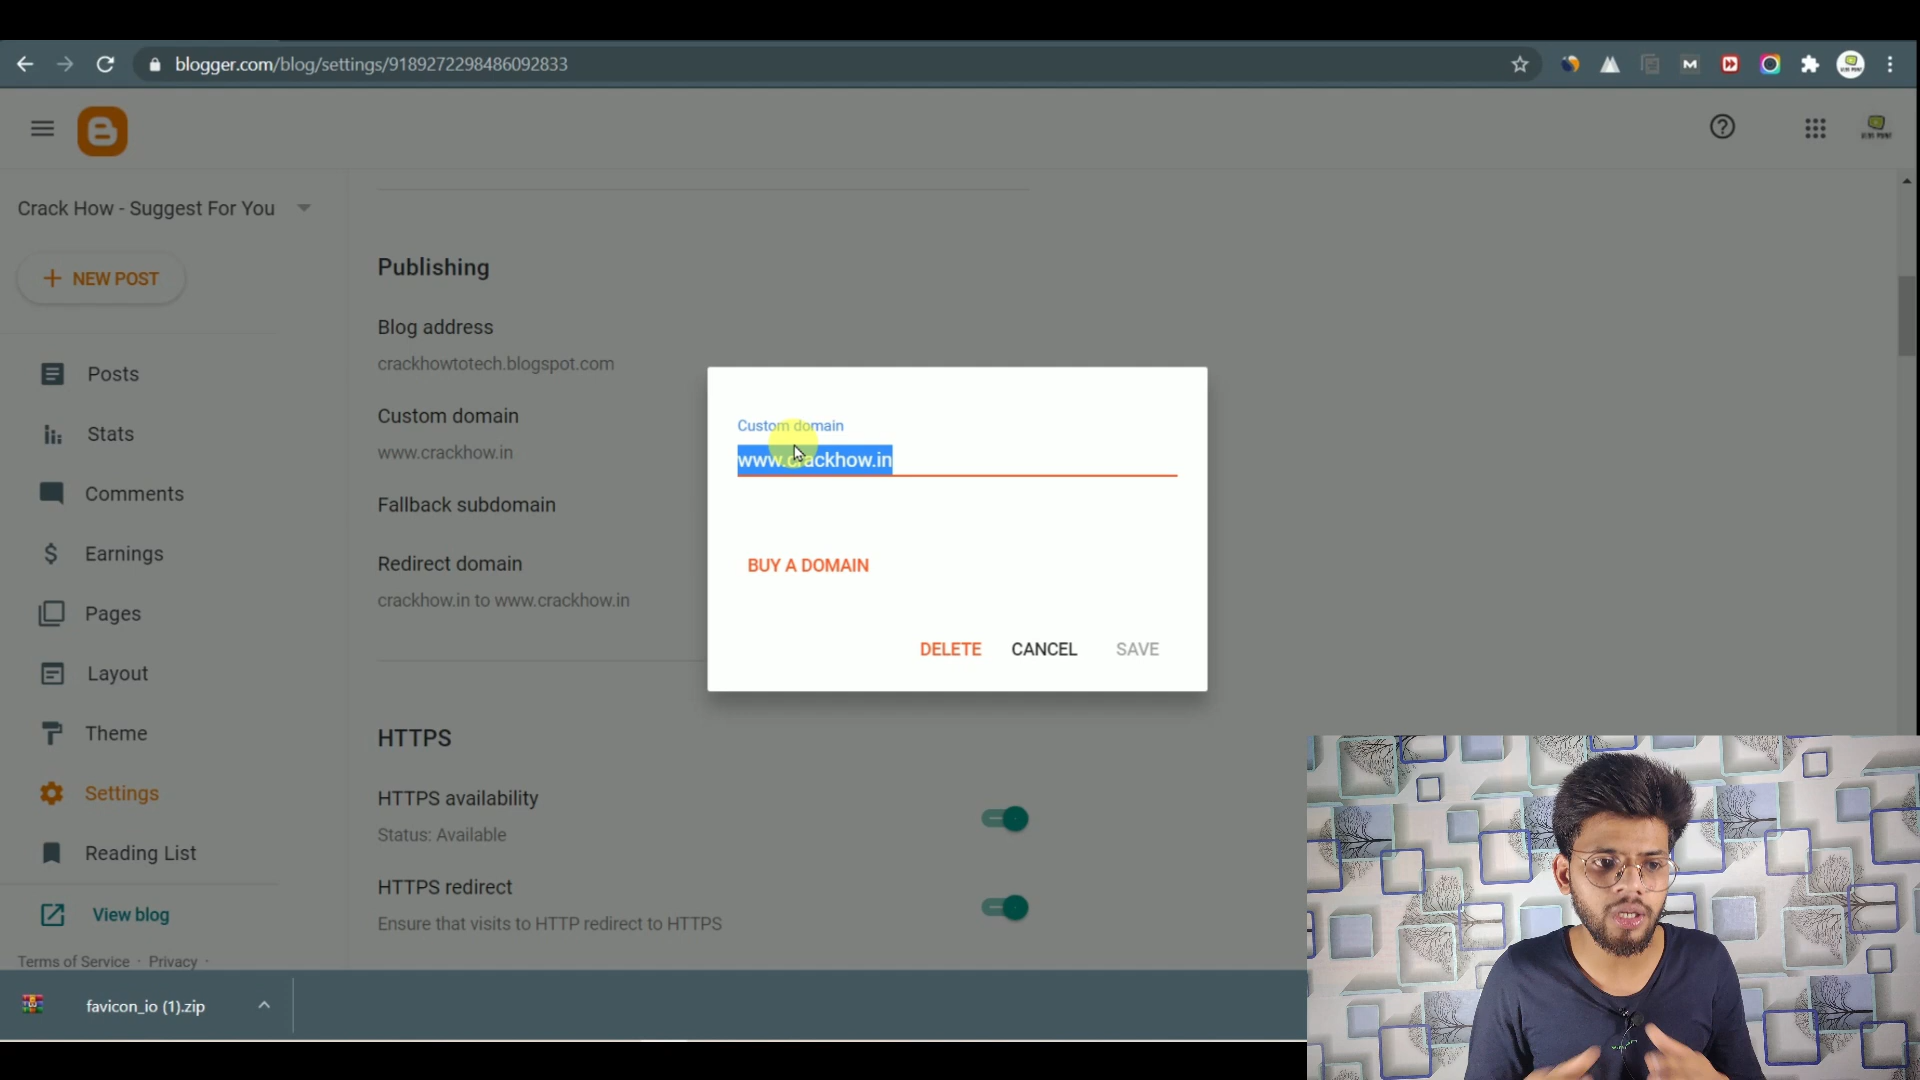 blogger.com/blog/settings/9189272298486092833
Crack How - Suggest For You
NEW POST
Posts
Stats
Comments
Earnings
Pages
Layout
Theme
Settings
Reading List
View blog
Terms of Service · Privacy ·
Publishing
Blog address
crackhowtotech.blogspot.com
Custom domain
www.crackhow.in
Fallback subdomain
Redirect domain
crackhow.in to www.crackhow.in
HTTPS
HTTPS availability
Status: Available
HTTPS redirect
Ensure that visits to HTTP redirect to HTTPS
Custom domain
www.crackhow.in
BUY A DOMAIN
DELETE CANCEL SAVE
favicon_io (1).zip